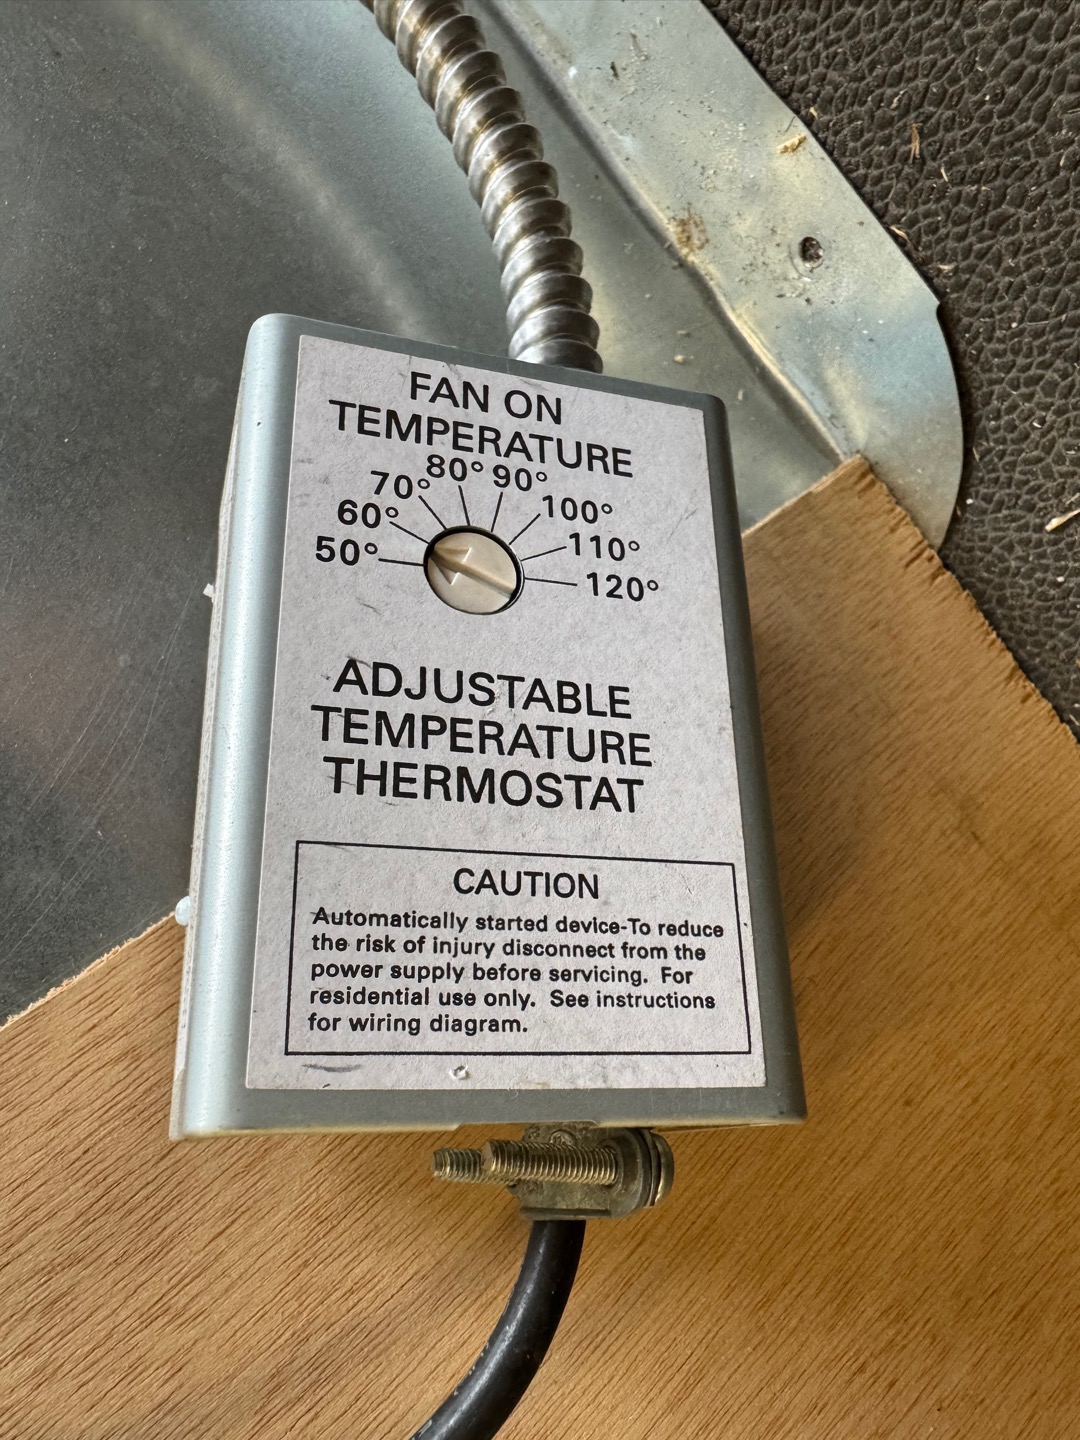 FAN ON
TEMPERATURE
50° 60° 70° 80° 90° 100° 110° 120°
ADJUSTABLE
TEMPERATURE
THERMOSTAT
CAUTION
Automatically started device-To reduce
the risk of injury disconnect from the
power supply before servicing. For
residential use only. See instructions
for wiring diagram.